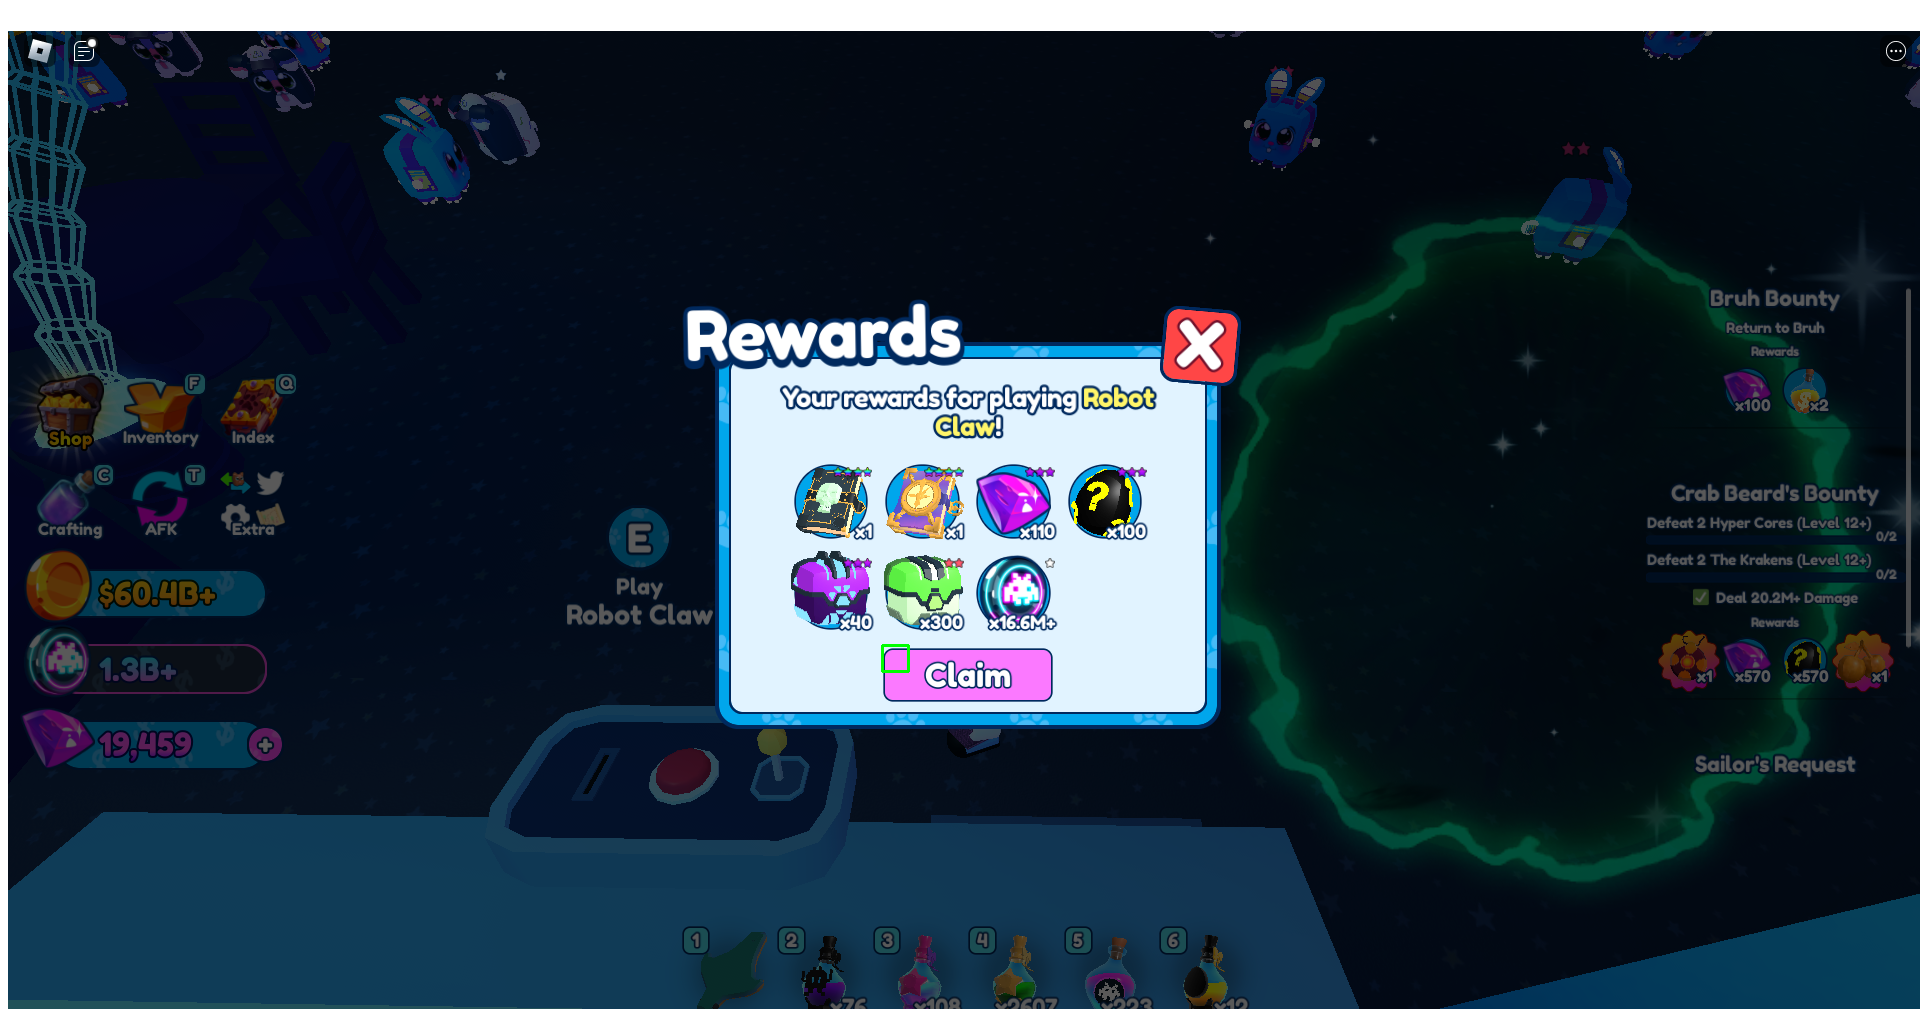 Rewards
Your rewards for playing Robot
Claw!
x1
x1
x110
x100
x40
x300
x16.6M+
Claim
F
Q
Shop
Inventory
Index
C
T
Crafting
AFK
Extra
$60.4B+
1.3B+
19,459
E
Play
Robot Claw
Bruh Bounty
Return to Bruh
Rewards
x100
x2
Crab Beard's Bounty
Defeat 2 Hyper Cores (Level 12+)
0/2
Defeat 2 The Krakens (Level 12+)
0/2
Deal 20.2M+ Damage
Rewards
x1
x570
x570
x1
Sailor's Request
1
2
3
4
5
6
x76
x108
x2607
x223
x12